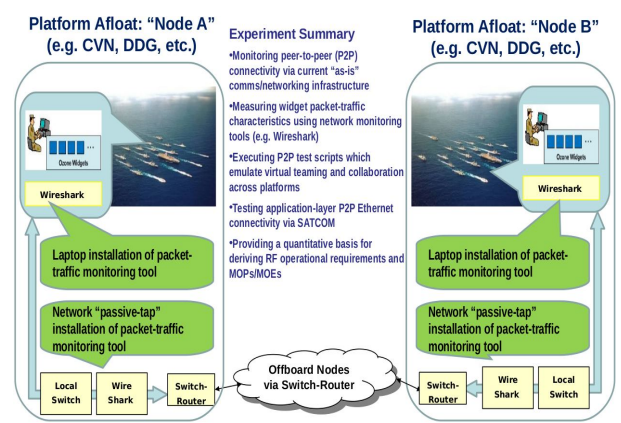 Platform Afloat: “Node A”
(e.g. CVN, DDG, etc.)
Ozone Widgets
Wireshark
Laptop installation of packet-
traffic monitoring tool
Network “passive-tap”
installation of packet-traffic
monitoring tool
Local
Switch
Wire
Shark
Switch-
Router
Experiment Summary
•Monitoring peer-to-peer (P2P)
connectivity via current “as-is”
comms/networking infrastructure
•Measuring widget packet-traffic
characteristics using network monitoring
tools (e.g. Wireshark)
•Executing P2P test scripts which
emulate virtual teaming and collaboration
across platforms
•Testing application-layer P2P Ethernet
connectivity via SATCOM
•Providing a quantitative basis for
deriving RF operational requirements and
MOPs/MOEs
Offboard Nodes
via Switch-Router
Platform Afloat: “Node B”
(e.g. CVN, DDG, etc.)
Ozone Widgets
Wireshark
Laptop installation of packet-
traffic monitoring tool
Network “passive-tap”
installation of packet-traffic
monitoring tool
Switch-
Router
Wire
Shark
Local
Switch